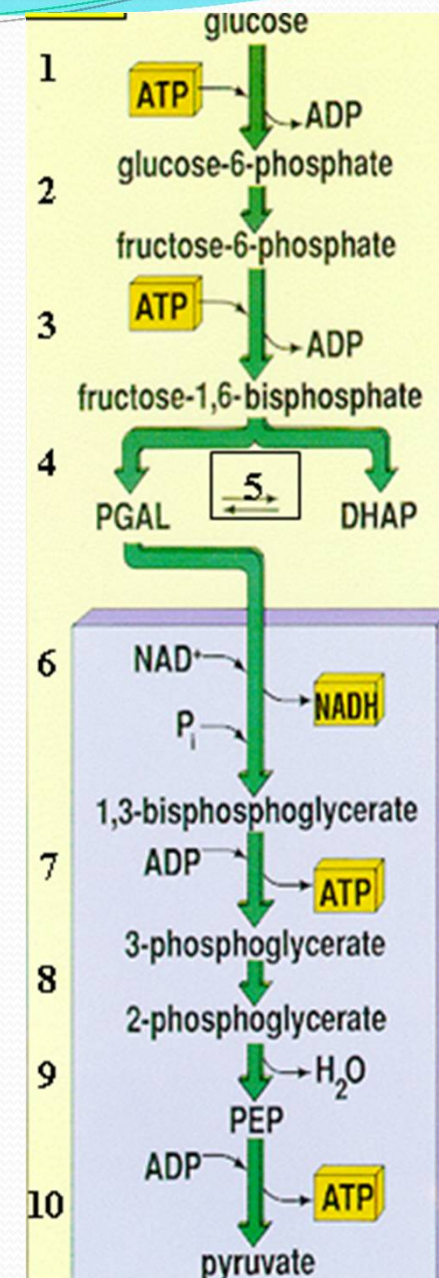 glucose
1
ATP
ADP
glucose-6-phosphate
2
fructose-6-phosphate
3
ATP
ADP
fructose-1,6-bisphosphate
4
5
PGAL
DHAP
6
NAD⁺
NADH
Pᵢ
1,3-bisphosphoglycerate
7
ADP
ATP
3-phosphoglycerate
8
2-phosphoglycerate
9
H₂O
PEP
ADP
10
ATP
pyruvate